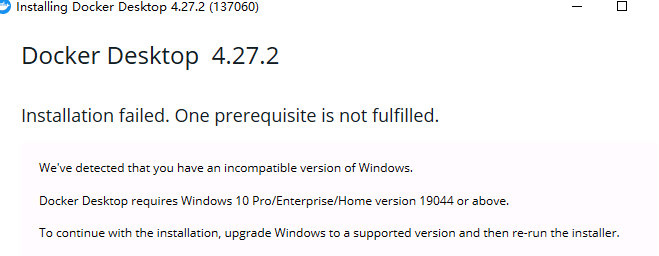 Installing Docker Desktop 4.27.2 (137060)
Docker Desktop 4.27.2
Installation failed. One prerequisite is not fulfilled.
We've detected that you have an incompatible version of Windows.
Docker Desktop requires Windows 10 Pro/Enterprise/Home version 19044 or above.
To continue with the installation, upgrade Windows to a supported version and then re-run the installer.